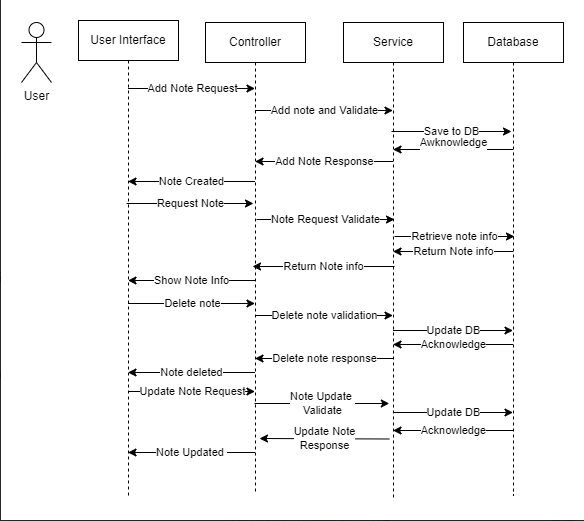 User Interface
Controller
Service
Database
User
Add Note Request
Add note and Validate
Save to DB
Awknowledge
Add Note Response
Note Created
Request Note
Note Request Validate
Retrieve note info
Return Note info
Return Note info
Show Note Info
Delete note
Delete note validation
Update DB
Acknowledge
Delete note response
Note deleted
Update Note Request
Note Update
Validate
Update DB
Acknowledge
Update Note
Response
Note Updated